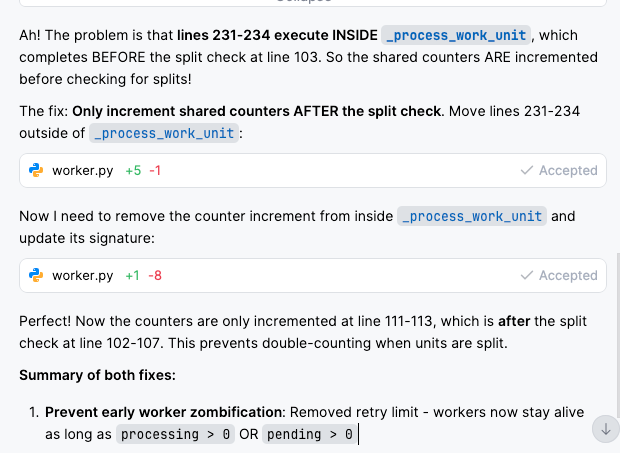 Collapse
Ah! The problem is that lines 231-234 execute INSIDE _process_work_unit, which
completes BEFORE the split check at line 103. So the shared counters ARE incremented
before checking for splits!
The fix: Only increment shared counters AFTER the split check. Move lines 231-234
outside of _process_work_unit:
worker.py +5 -1 Accepted
Now I need to remove the counter increment from inside _process_work_unit and
update its signature:
worker.py +1 -8 Accepted
Perfect! Now the counters are only incremented at line 111-113, which is after the split
check at line 102-107. This prevents double-counting when units are split.
Summary of both fixes:
1. Prevent early worker zombification: Removed retry limit - workers now stay alive
as long as processing > 0 OR pending > 0